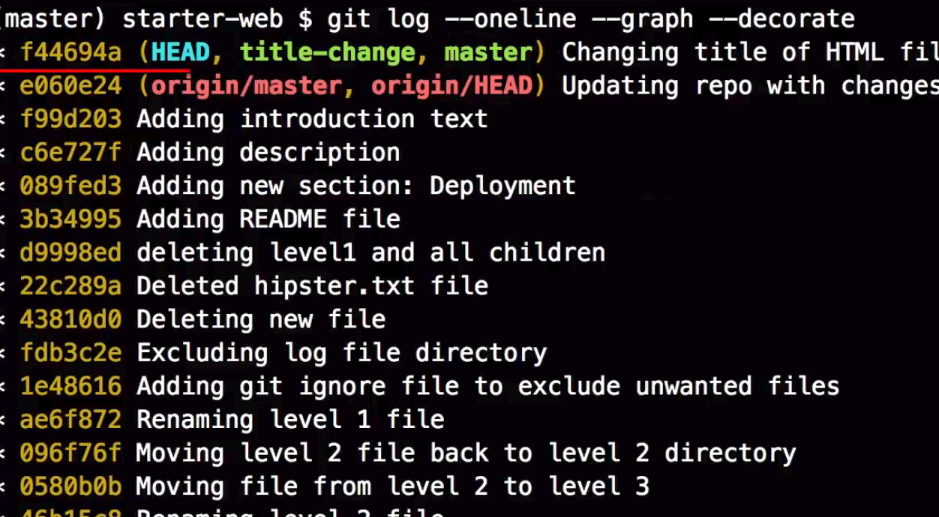 (master) starter-web $ git log --oneline --graph --decorate
* f44694a (HEAD, title-change, master) Changing title of HTML fil
* e060e24 (origin/master, origin/HEAD) Updating repo with changes
* f99d203 Adding introduction text
* c6e727f Adding description
* 089fed3 Adding new section: Deployment
* 3b34995 Adding README file
* d9998ed deleting level1 and all children
* 22c289a Deleted hipster.txt file
* 43810d0 Deleting new file
* fdb3c2e Excluding log file directory
* 1e48616 Adding git ignore file to exclude unwanted files
* ae6f872 Renaming level 1 file
* 096f76f Moving level 2 file back to level 2 directory
* 0580b0b Moving file from level 2 to level 3
* 46b15c8 Renaming level 2 file